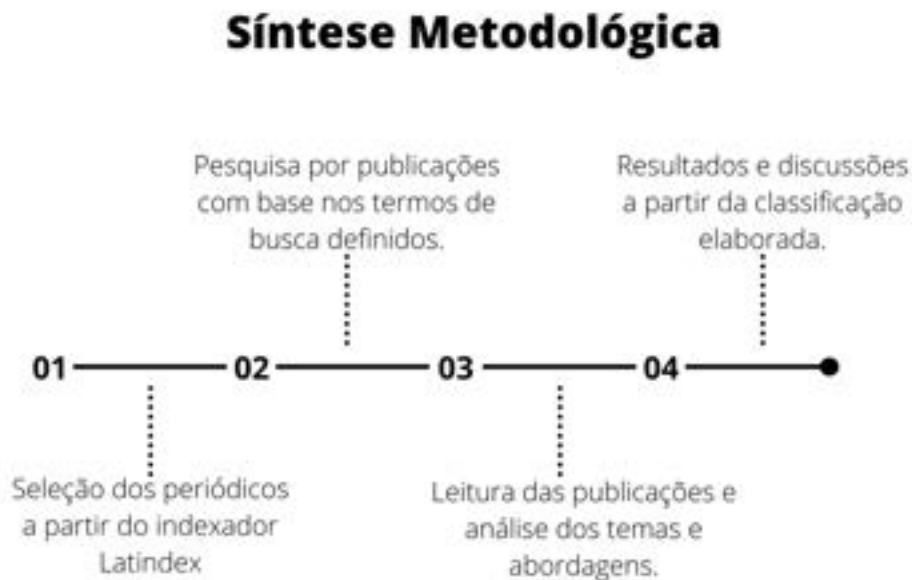 Síntese Metodológica
Pesquisa por publicações
com base nos termos de
busca definidos.
Resultados e discussões
a partir da classificação
elaborada.
01
02
03
04
Seleção dos periódicos
a partir do indexador
Latindex
Leitura das publicações e
análise dos temas e
abordagens.